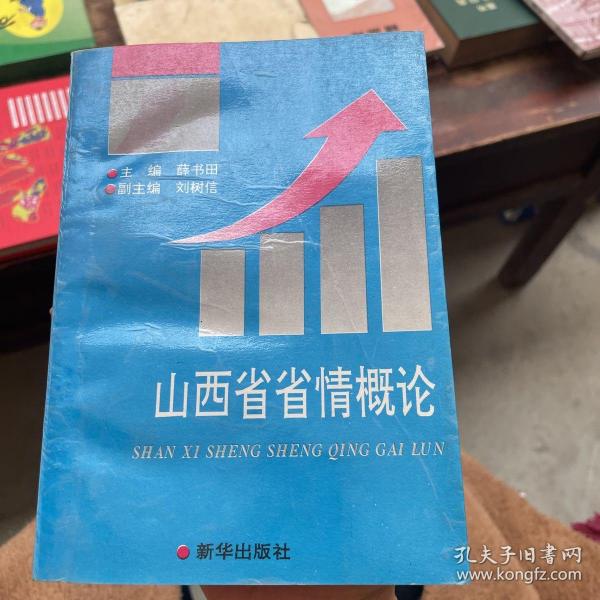 主 编 薛书田
副主编 刘树信
山西省省情概论
SHAN XI SHENG SHENG QING GAI LUN
新华出版社
孔夫子旧书网
www.kongfz.com